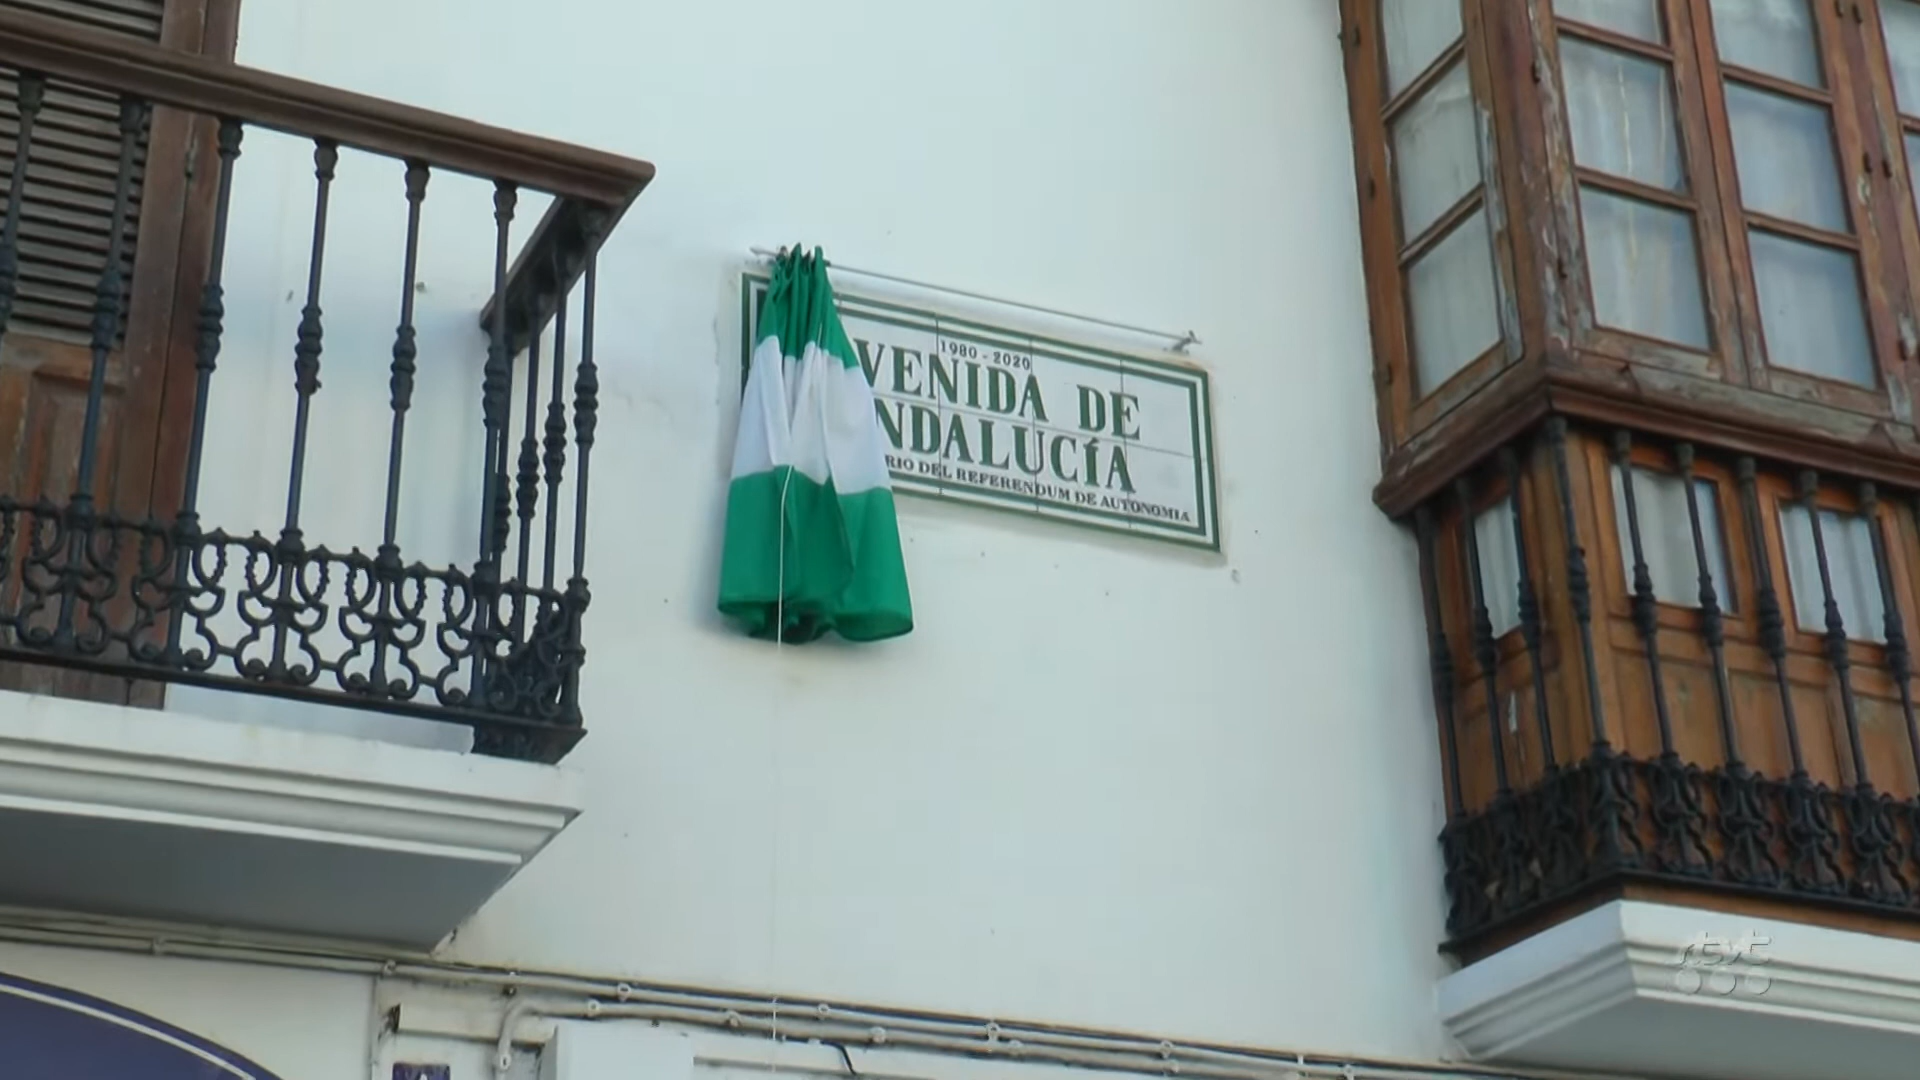 1980 - 2020
VENIDA DE
NDALUCÍA
RIO DEL REFERENDUM DE AUTONOMIA